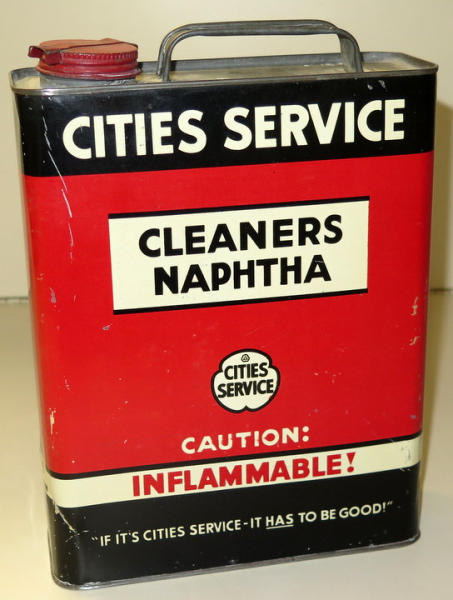 CITIES SERVICE
CLEANERS
NAPHTHA
CITIES
SERVICE
CAUTION:
INFLAMMABLE!
"IF IT'S CITIES SERVICE-IT HAS TO BE GOOD!"